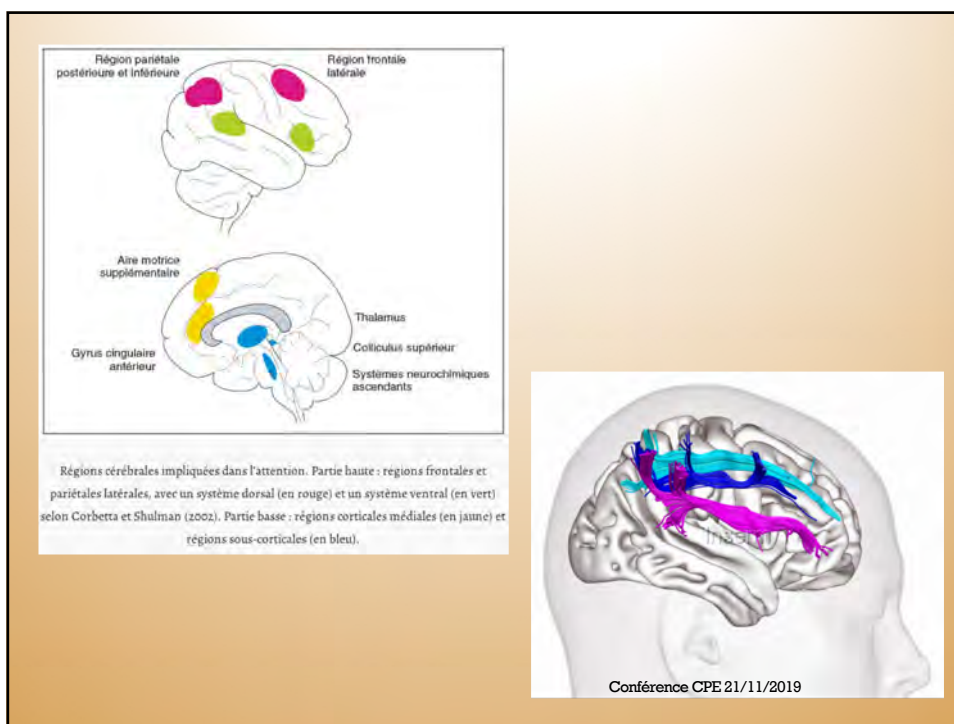 Région pariétale
postérieure et inférieure
Région frontale
latérale
Aire motrice
supplémentaire
Thalamus
Colliculus supérieur
Gyrus cingulaire
antérieur
Systèmes neurochimiques
ascendants
Régions cérébrales impliquées dans l'attention. Partie haute : régions frontales et
pariétales latérales, avec un système dorsal (en rouge) et un système ventral (en vert)
selon Corbetta et Shulman (2002). Partie basse : régions corticales médiales (en jaune) et
régions sous-corticales (en bleu).
Inserm
Conférence CPE 21/11/2019